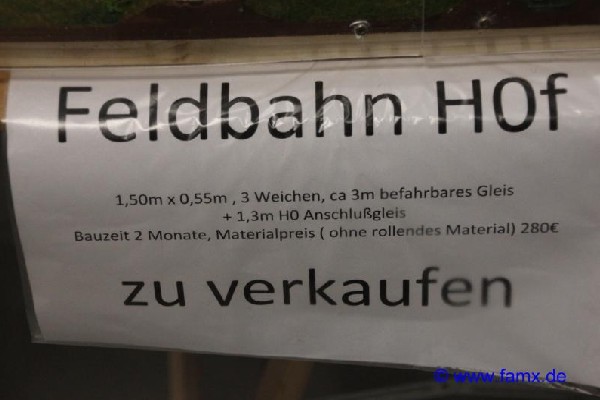 Feldbahn H0f
1,50m x 0,55m , 3 Weichen, ca 3m befahrbares Gleis
+ 1,3m H0 Anschlußgleis
Bauzeit 2 Monate, Materialpreis ( ohne rollendes Material) 280€
zu verkaufen
© www.famx.de